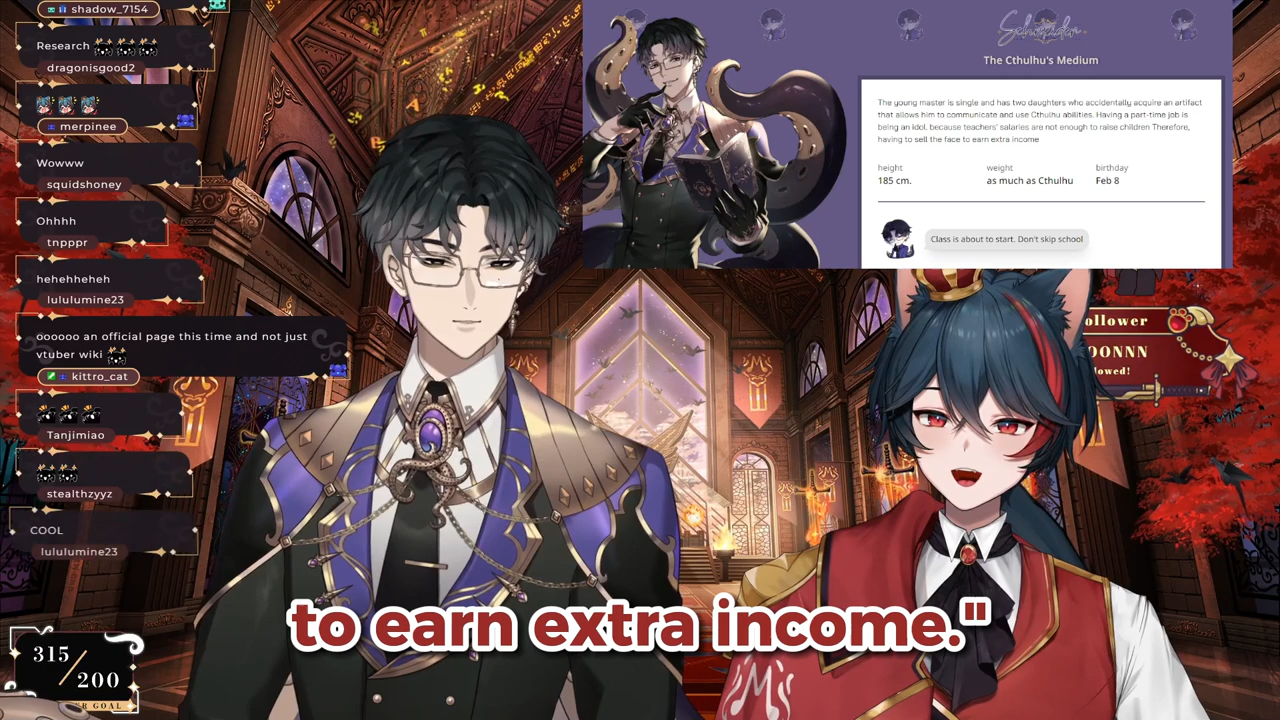 shadow_7154
Research
dragonisgood2
merpinee
Wowww
squidshoney
Ohhhh
tnpppr
hehehheheh
lululumine23
oooooo an official page this time and not just
vtuber wiki
kittro_cat
Tanjimiao
stealthzyyz
COOL
lululumine23
315/200
GOAL
Schneider
The Cthulhu's Medium
The young master is single and has two daughters who accidentally acquire an artifact
that allows him to communicate and use Cthulhu abilities. Having a part-time job is
being an idol, because teachers' salaries are not enough to raise children Therefore,
having to sell the face to earn extra income
height
weight
birthday
185 cm.
as much as Cthulhu
Feb 8
Class is about to start. Don't skip school
ollower
OONNN
lowed!
to earn extra income."